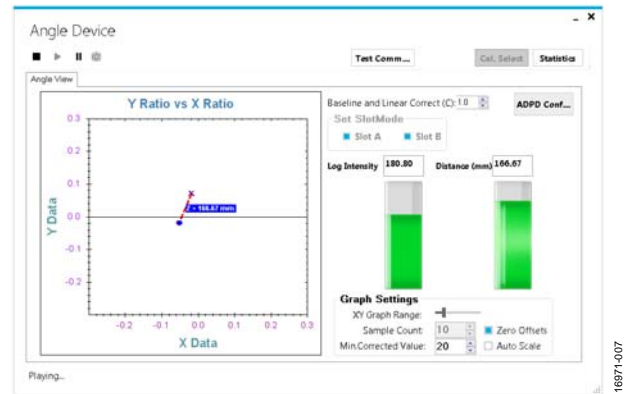 Angle Device
Test Comm...
Cal. Select
Statistics
Angle View
Y Ratio vs X Ratio
Y Data
0.3
0.2
0.1
0.0
-0.1
-0.2
Z = 166.67 mm
-0.2 -0.1 0.0 0.1 0.2 0.3
X Data
Baseline and Linear Correct (C): 1.0
ADPD Conf...
Set SlotMode
Slot A Slot B
Log Intensity 180.80 Distance (mm) 166.67
Graph Settings
XY Graph Range:
Sample Count: 10 Zero Offsets
Min.Corrected Value: 20 Auto Scale
Playing...
16971-007